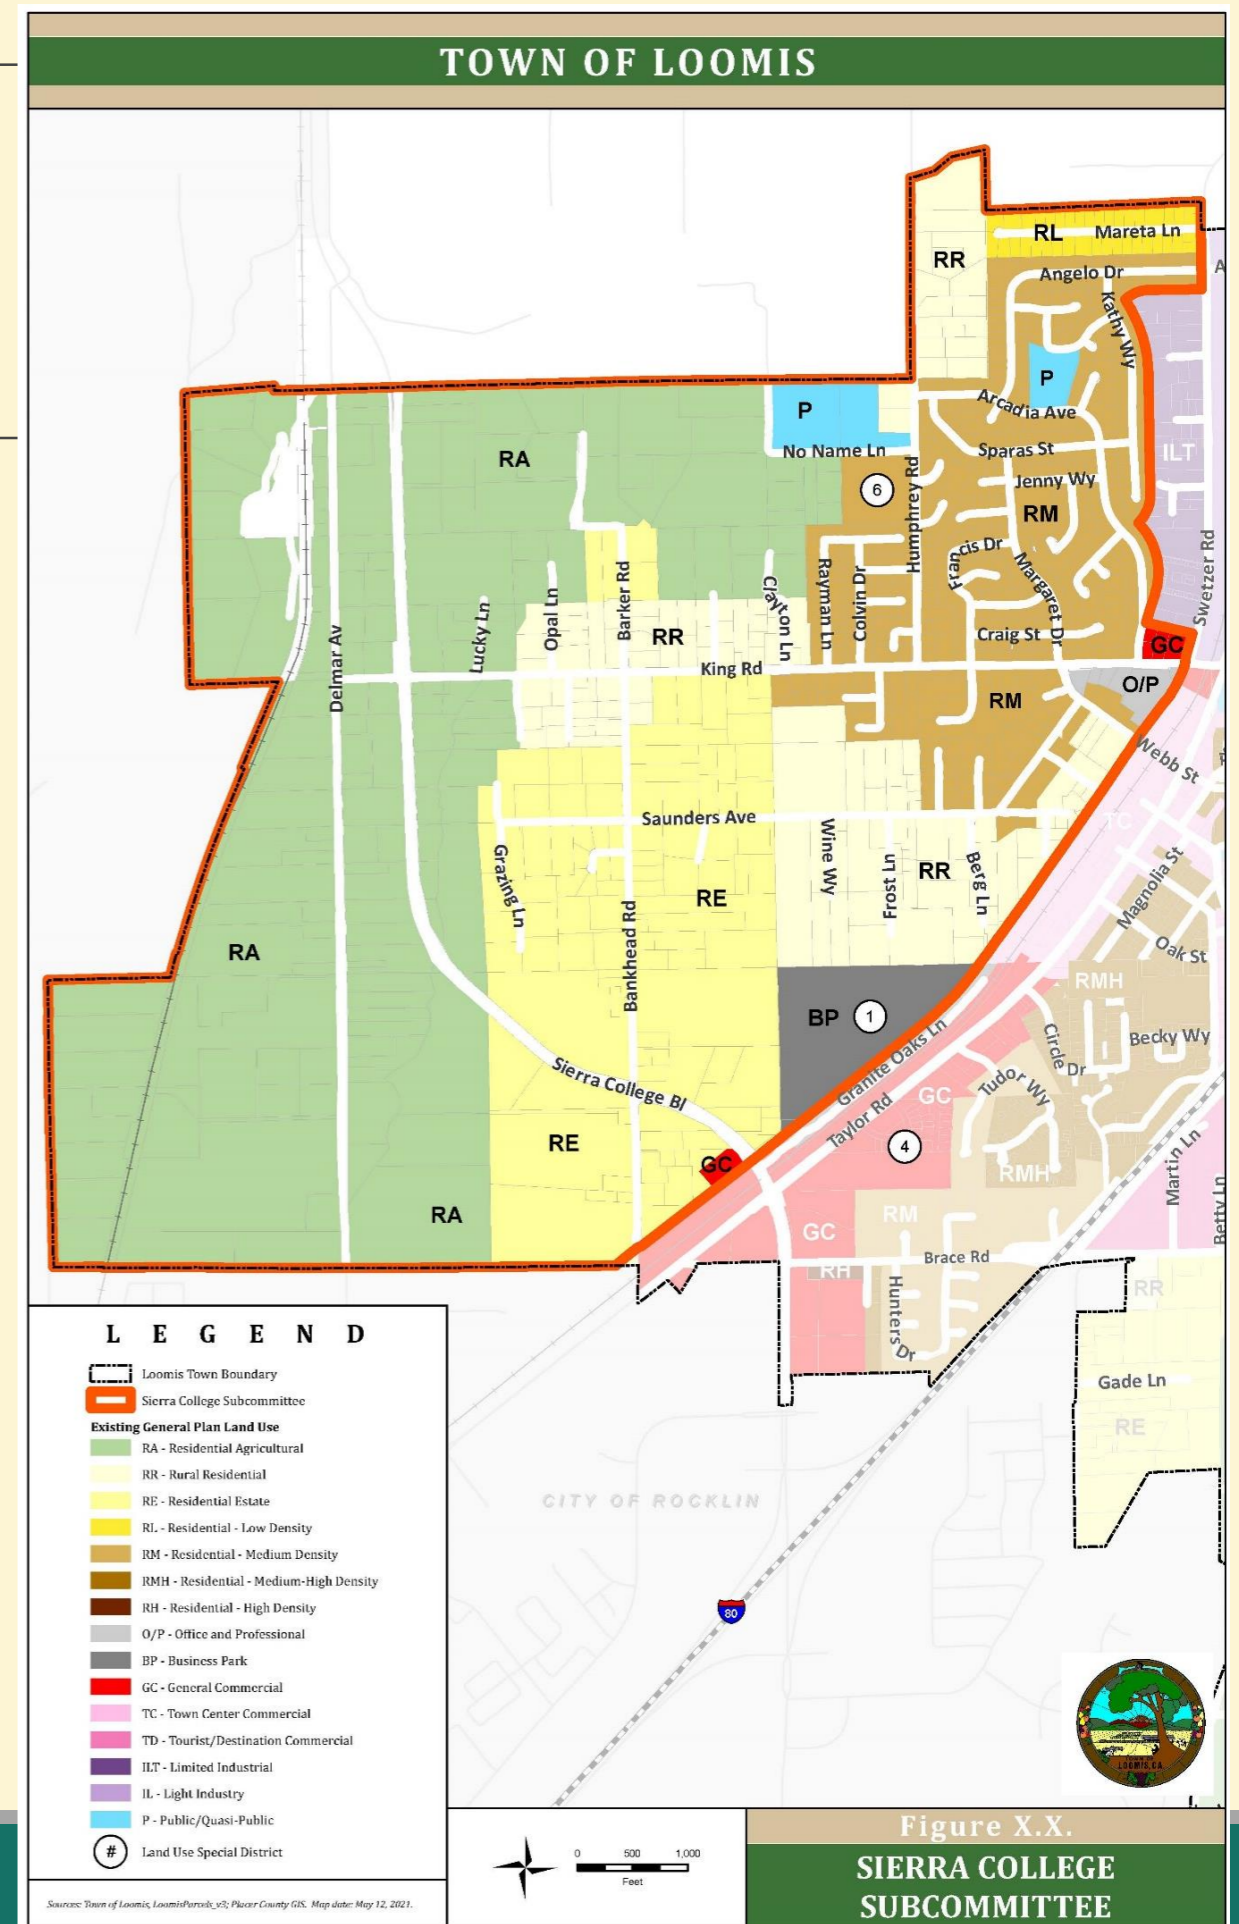 TOWN OF LOOMIS
RL
Mareta Ln
RR
Angelo Dr
A
Kathy Wy
P
P
Arcadia Ave
No Name Ln
Sparas St
ILT
RA
6
Jenny Wy
Humphrey Rd
RM
Francis Dr
Swetzer Rd
Barker Rd
Rayman Ln
Colvin Dr
Margaret Dr
Clayton Ln
Opal Ln
Lucky Ln
RR
Craig St
GC
Delmar Av
King Rd
O/P
RM
Webb St
Saunders Ave
TC
Wine Wy
Grazing Ln
Frost Ln
Berg Ln
RR
Magnolia St
RE
Oak St
RA
Bankhead Rd
RMH
BP
1
Circle Dr
Becky Wy
Granite Oaks Ln
Sierra College Bl
Tudor Wy
GC
Taylor Rd
RE
4
GC
RMH
Martin Ln
Betty Ln
RA
RM
GC
Brace Rd
RH
RR
Hunters Dr
Gade Ln
RE
CITY OF ROCKLIN
80
LEGEND
Loomis Town Boundary
Sierra College Subcommittee
Existing General Plan Land Use
RA - Residential Agricultural
RR - Rural Residential
RE - Residential Estate
RL - Residential - Low Density
RM - Residential - Medium Density
RMH - Residential - Medium-High Density
RH - Residential - High Density
O/P - Office and Professional
BP - Business Park
GC - General Commercial
TC - Town Center Commercial
TD - Tourist/Destination Commercial
ILT - Limited Industrial
IL - Light Industry
P - Public/Quasi-Public
# Land Use Special District
Sources: Town of Loomis, LoomisParcels_v3; Placer County GIS. Map date: May 12, 2021.
0 500 1,000
Feet
LOOMIS, CA
Figure X.X.
SIERRA COLLEGE
SUBCOMMITTEE